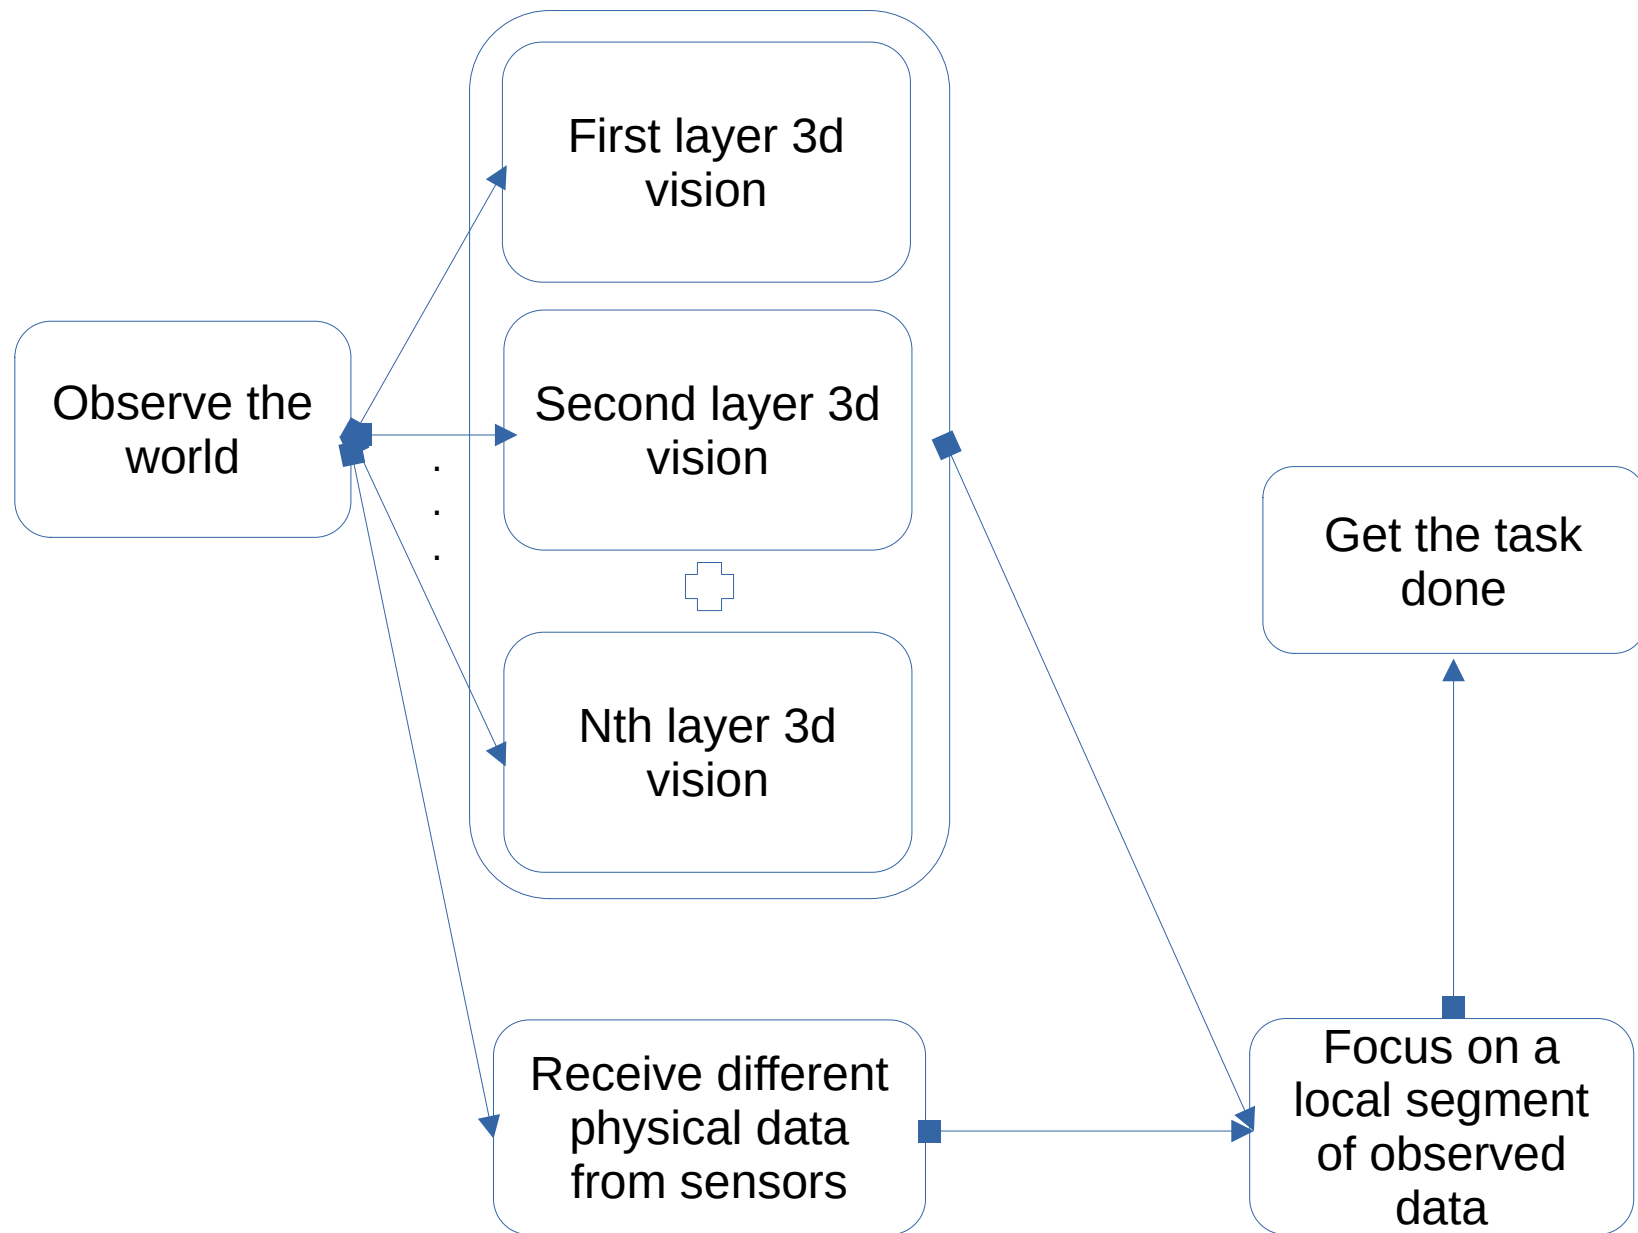 First layer 3d
vision
Observe the
world
Second layer 3d
vision
.
.
.
Nth layer 3d
vision
Get the task
done
Receive different
physical data
from sensors
Focus on a
local segment
of observed
data